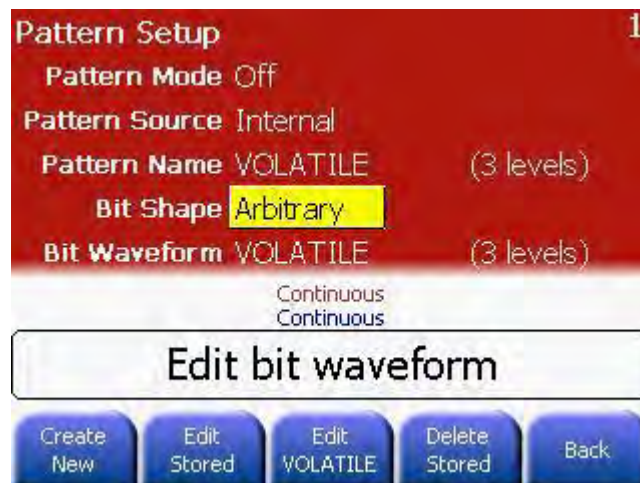 Pattern Setup 1
Pattern Mode Off
Pattern Source Internal
Pattern Name VOLATILE (3 levels)
Bit Shape Arbitrary
Bit Waveform VOLATILE (3 levels)
Continuous
Continuous
Edit bit waveform
Create New
Edit Stored
Edit VOLATILE
Delete Stored
Back